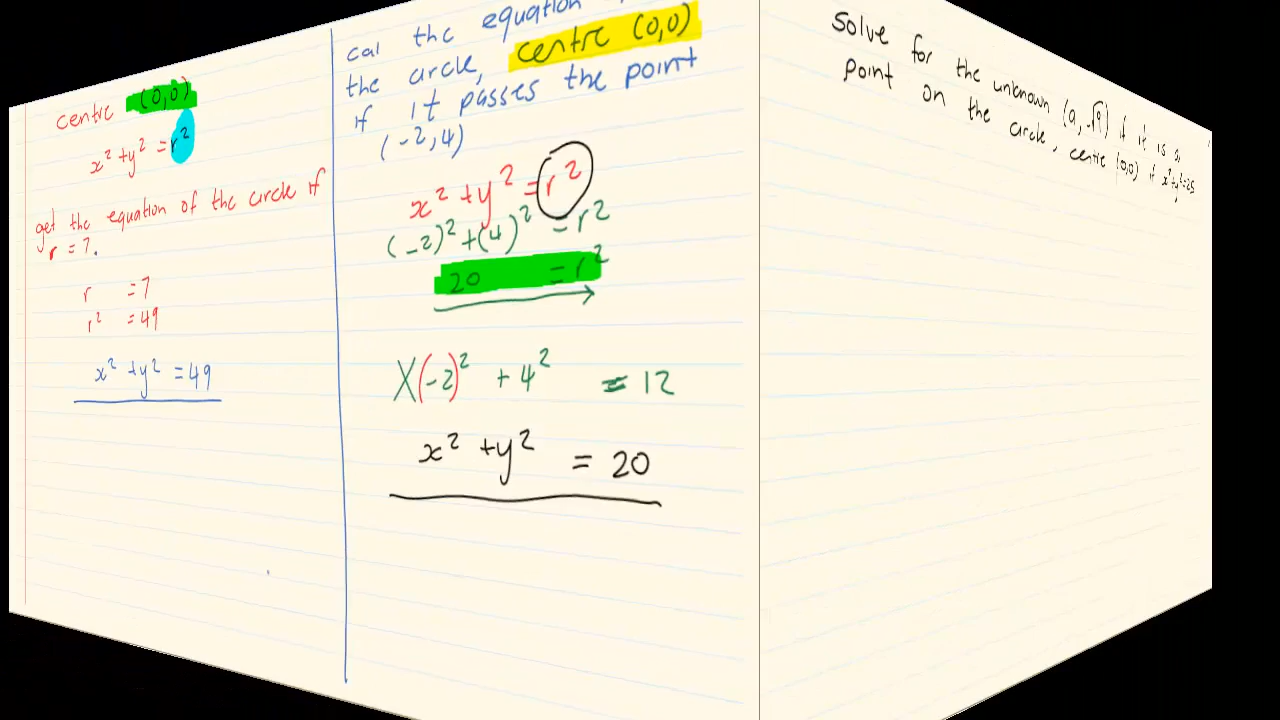 centre (0,0)
x² + y² = r²
get the equation of the circle if
r = 7.
r = 7
r² = 49
x² + y² = 49
cal the equation
the circle, centre (0,0)
if it passes the point
(-2,4)
x² + y² = r²
(-2)² + (4)² = r²
20 = r²
X(-2)² + 4² = 12
x² + y² = 20
Solve for the unknown (a, -√9) if it is a
point on the circle, centre (0,0) if x²+y²=25